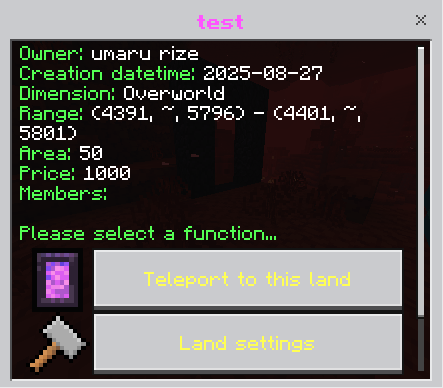 test
Owner: umaru rize
Creation datetime: 2025-08-27
Dimension: Overworld
Range: (4391, ~, 5796) - (4401, ~,
5801)
Area: 50
Price: 1000
Members:
Please select a function...
Teleport to this land
Land settings